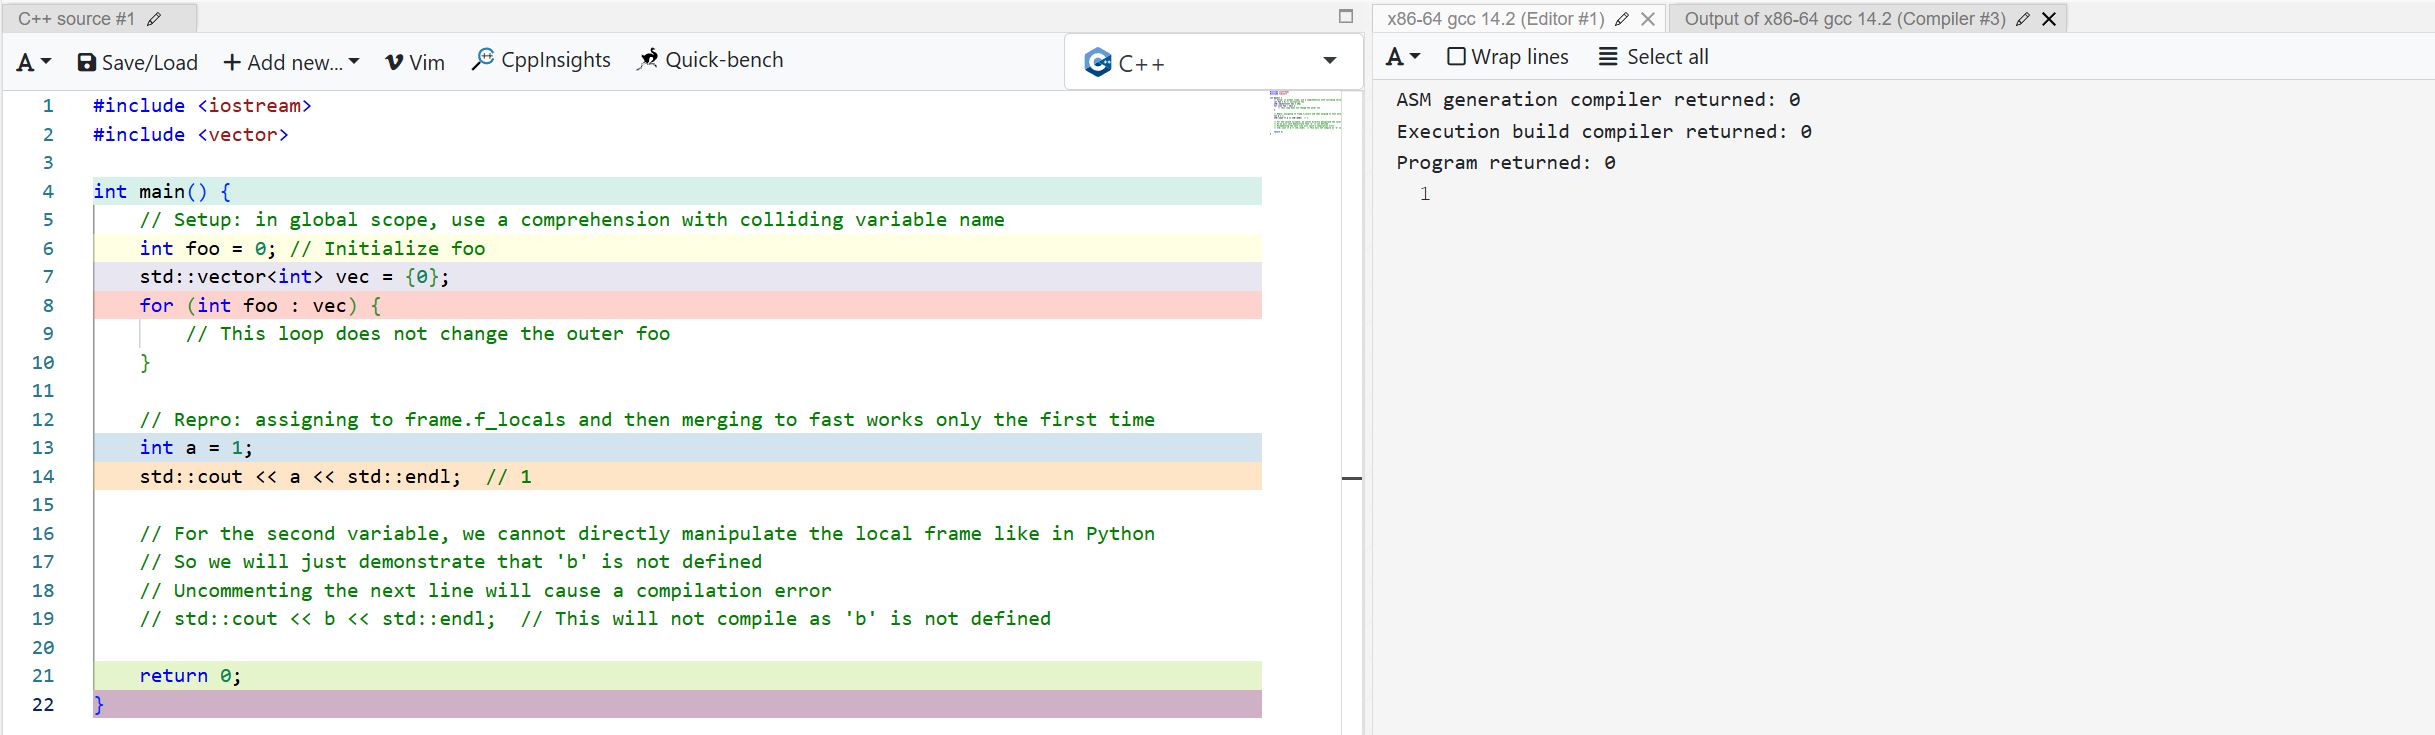 C++ source #1
A Save/Load Add new... Vim CppInsights Quick-bench C++
1 #include <iostream>
2 #include <vector>
3
4 int main() {
5     // Setup: in global scope, use a comprehension with colliding variable name
6     int foo = 0; // Initialize foo
7     std::vector<int> vec = {0};
8     for (int foo : vec) {
9         // This loop does not change the outer foo
10     }
11
12     // Repro: assigning to frame.f_locals and then merging to fast works only the first time
13     int a = 1;
14     std::cout << a << std::endl;  // 1
15
16     // For the second variable, we cannot directly manipulate the local frame like in Python
17     // So we will just demonstrate that 'b' is not defined
18     // Uncommenting the next line will cause a compilation error
19     // std::cout << b << std::endl;  // This will not compile as 'b' is not defined
20
21     return 0;
22 }
x86-64 gcc 14.2 (Editor #1) Output of x86-64 gcc 14.2 (Compiler #3)
A Wrap lines Select all
ASM generation compiler returned: 0
Execution build compiler returned: 0
Program returned: 0
1